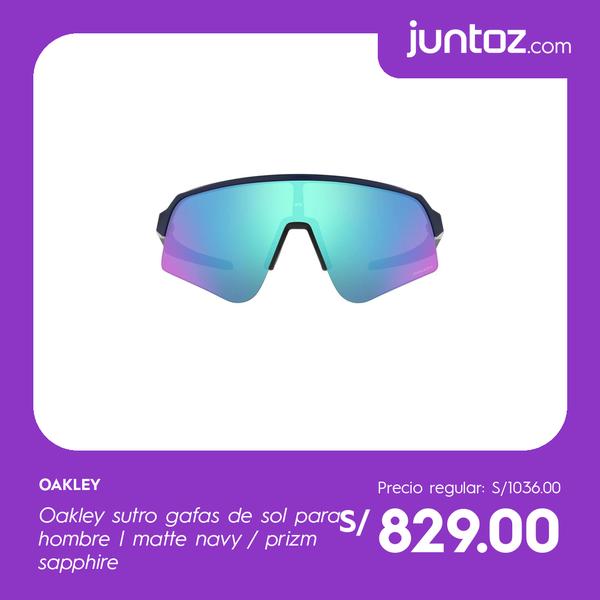 juntoz.com
OAKLEY
Oakley sutro gafas de sol para
hombre | matte navy / prizm
sapphire
Precio regular: S/1036.00
S/ 829.00